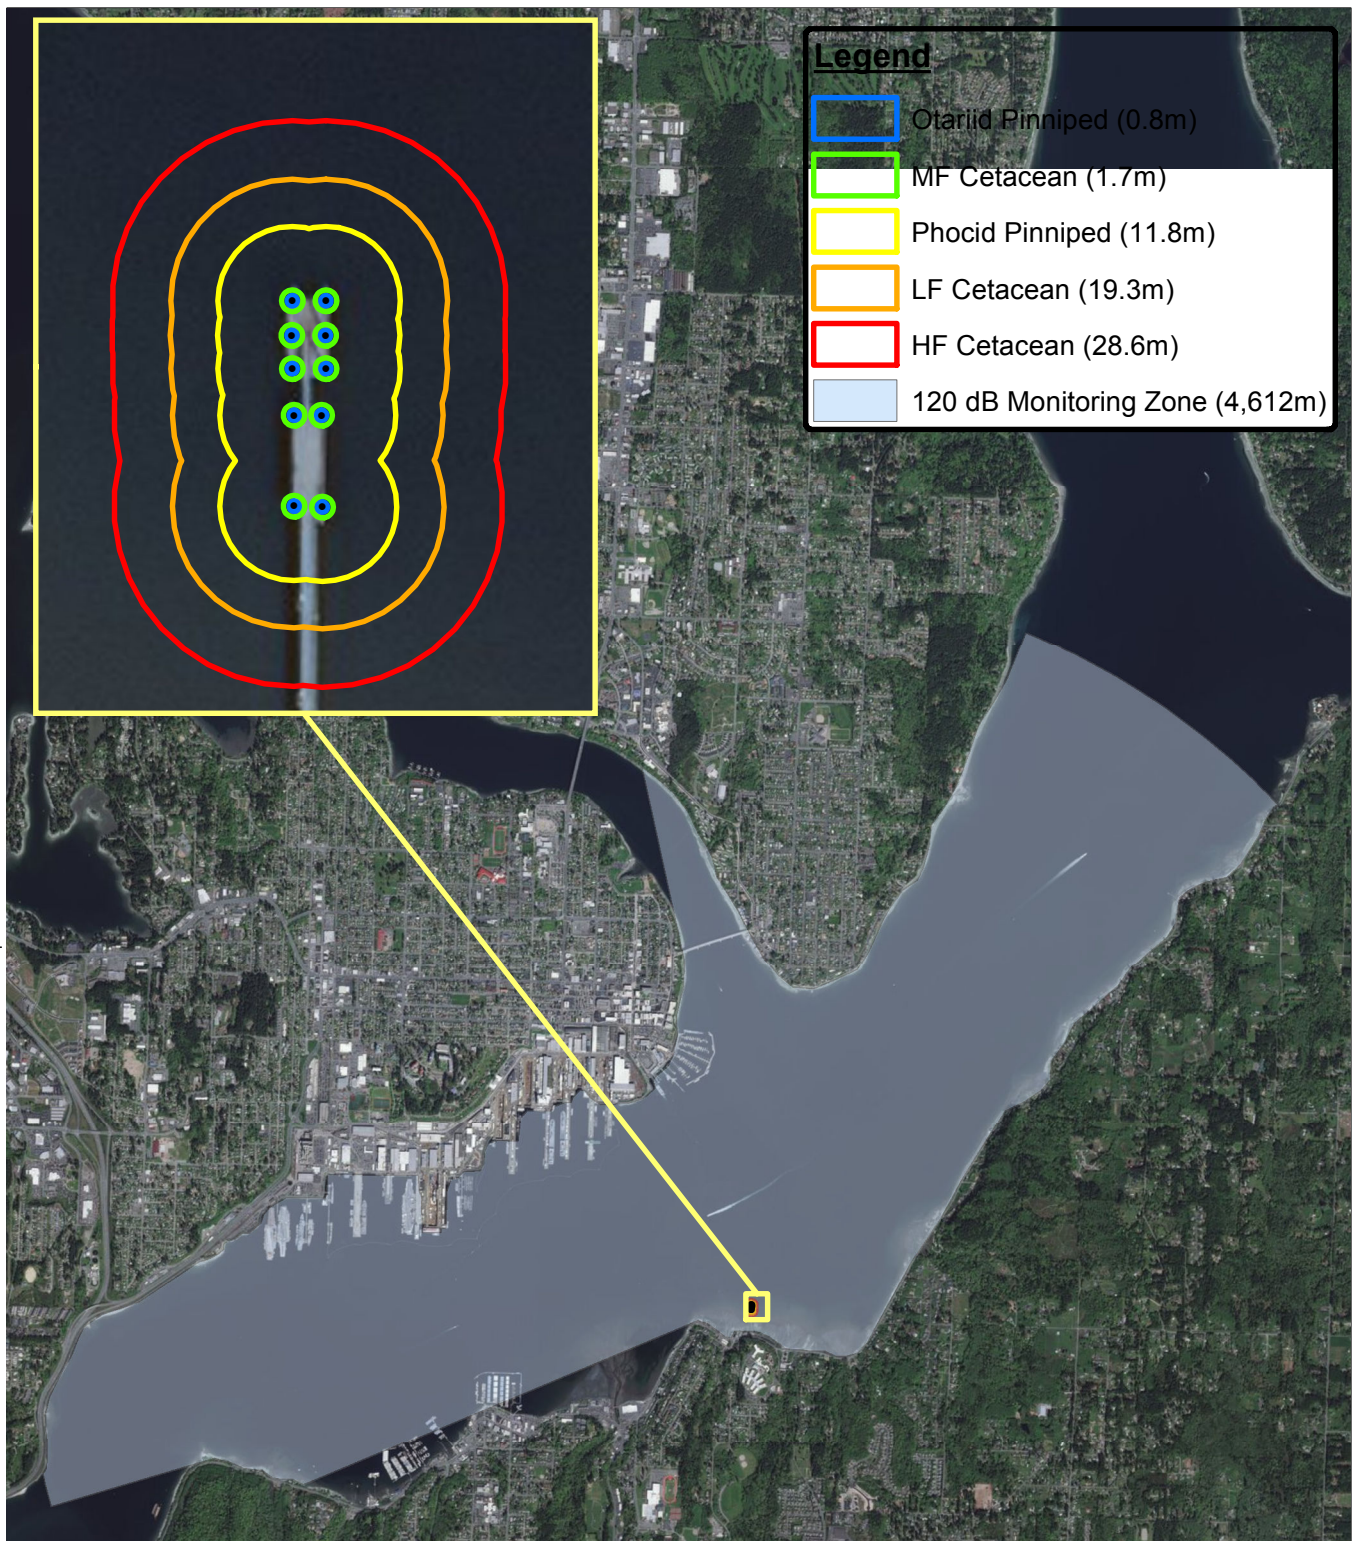 Legend
Otariid Pinniped (0.8m)
MF Cetacean (1.7m)
Phocid Pinniped (11.8m)
LF Cetacean (19.3m)
HF Cetacean (28.6m)
120 dB Monitoring Zone (4,612m)